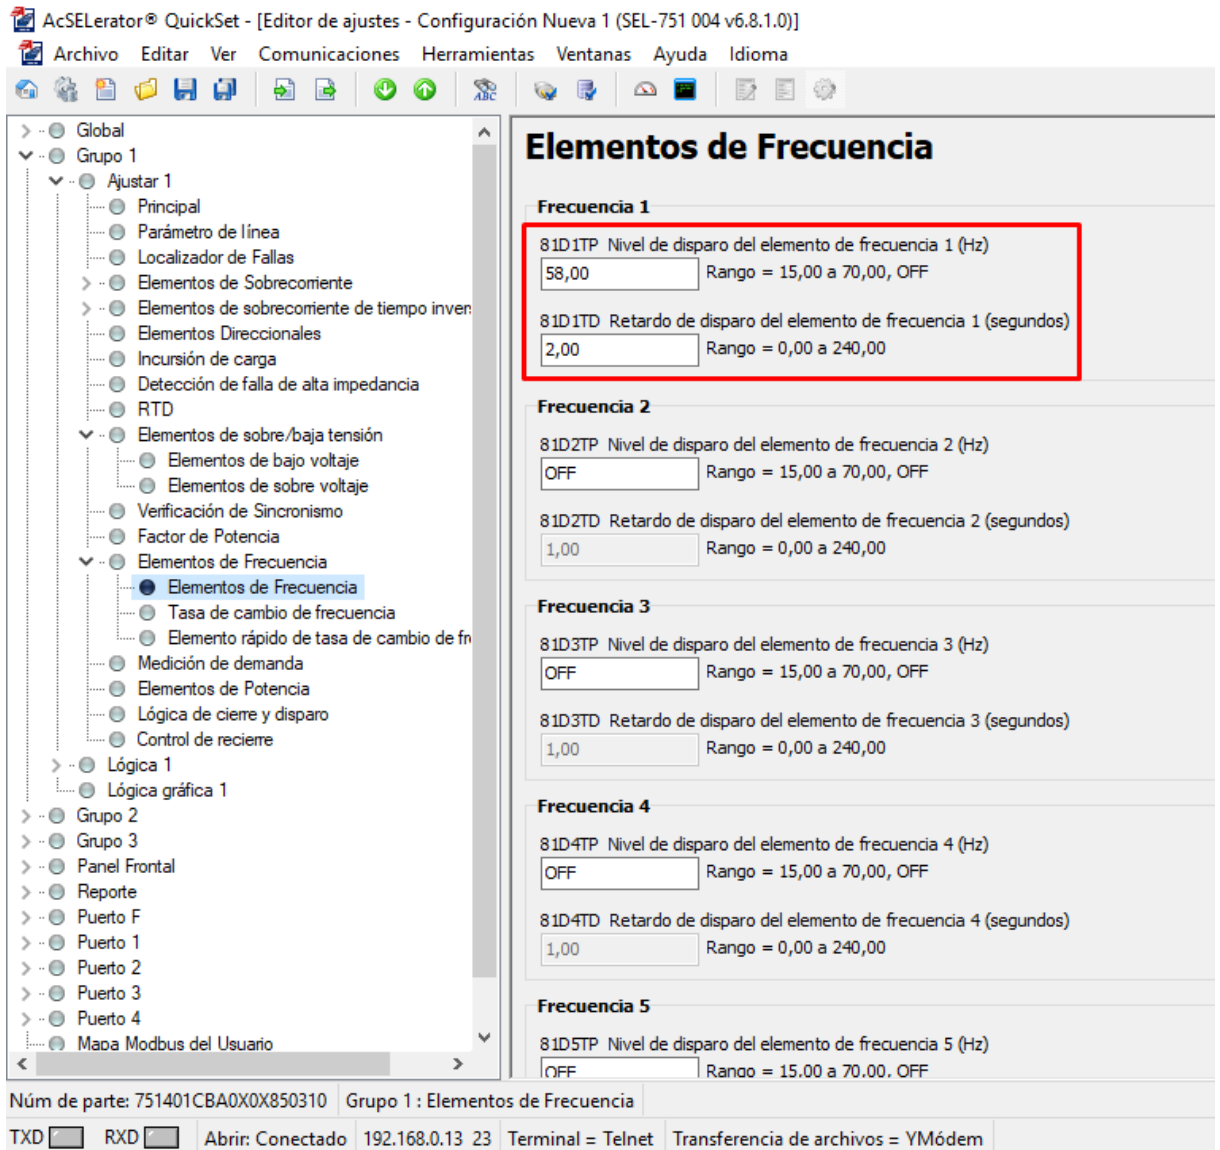 AcSELerator® QuickSet - [Editor de ajustes - Configuración Nueva 1 (SEL-751 004 v6.8.1.0)]
Archivo Editar Ver Comunicaciones Herramientas Ventanas Ayuda Idioma
ABC
Global
Grupo 1
Ajustar 1
Principal
Parámetro de línea
Localizador de Fallas
Elementos de Sobrecorriente
Elementos de sobrecorriente de tiempo inver
Elementos Direccionales
Incursión de carga
Detección de falla de alta impedancia
RTD
Elementos de sobre/baja tensión
Elementos de bajo voltaje
Elementos de sobre voltaje
Verificación de Sincronismo
Factor de Potencia
Elementos de Frecuencia
Elementos de Frecuencia
Tasa de cambio de frecuencia
Elemento rápido de tasa de cambio de fr
Medición de demanda
Elementos de Potencia
Lógica de cierre y disparo
Control de recierre
Lógica 1
Lógica gráfica 1
Grupo 2
Grupo 3
Panel Frontal
Reporte
Puerto F
Puerto 1
Puerto 2
Puerto 3
Puerto 4
Mapa Modbus del Usuario
Elementos de Frecuencia
Frecuencia 1
81D1TP Nivel de disparo del elemento de frecuencia 1 (Hz)
58,00 Rango = 15,00 a 70,00, OFF
81D1TD Retardo de disparo del elemento de frecuencia 1 (segundos)
2,00 Rango = 0,00 a 240,00
Frecuencia 2
81D2TP Nivel de disparo del elemento de frecuencia 2 (Hz)
OFF Rango = 15,00 a 70,00, OFF
81D2TD Retardo de disparo del elemento de frecuencia 2 (segundos)
1,00 Rango = 0,00 a 240,00
Frecuencia 3
81D3TP Nivel de disparo del elemento de frecuencia 3 (Hz)
OFF Rango = 15,00 a 70,00, OFF
81D3TD Retardo de disparo del elemento de frecuencia 3 (segundos)
1,00 Rango = 0,00 a 240,00
Frecuencia 4
81D4TP Nivel de disparo del elemento de frecuencia 4 (Hz)
OFF Rango = 15,00 a 70,00, OFF
81D4TD Retardo de disparo del elemento de frecuencia 4 (segundos)
1,00 Rango = 0,00 a 240,00
Frecuencia 5
81D5TP Nivel de disparo del elemento de frecuencia 5 (Hz)
OFF Rango = 15,00 a 70,00, OFF
Núm de parte: 751401CBA0X0X850310 Grupo 1 : Elementos de Frecuencia
TXD RXD Abrir: Conectado 192.168.0.13 23 Terminal = Telnet Transferencia de archivos = YMódem